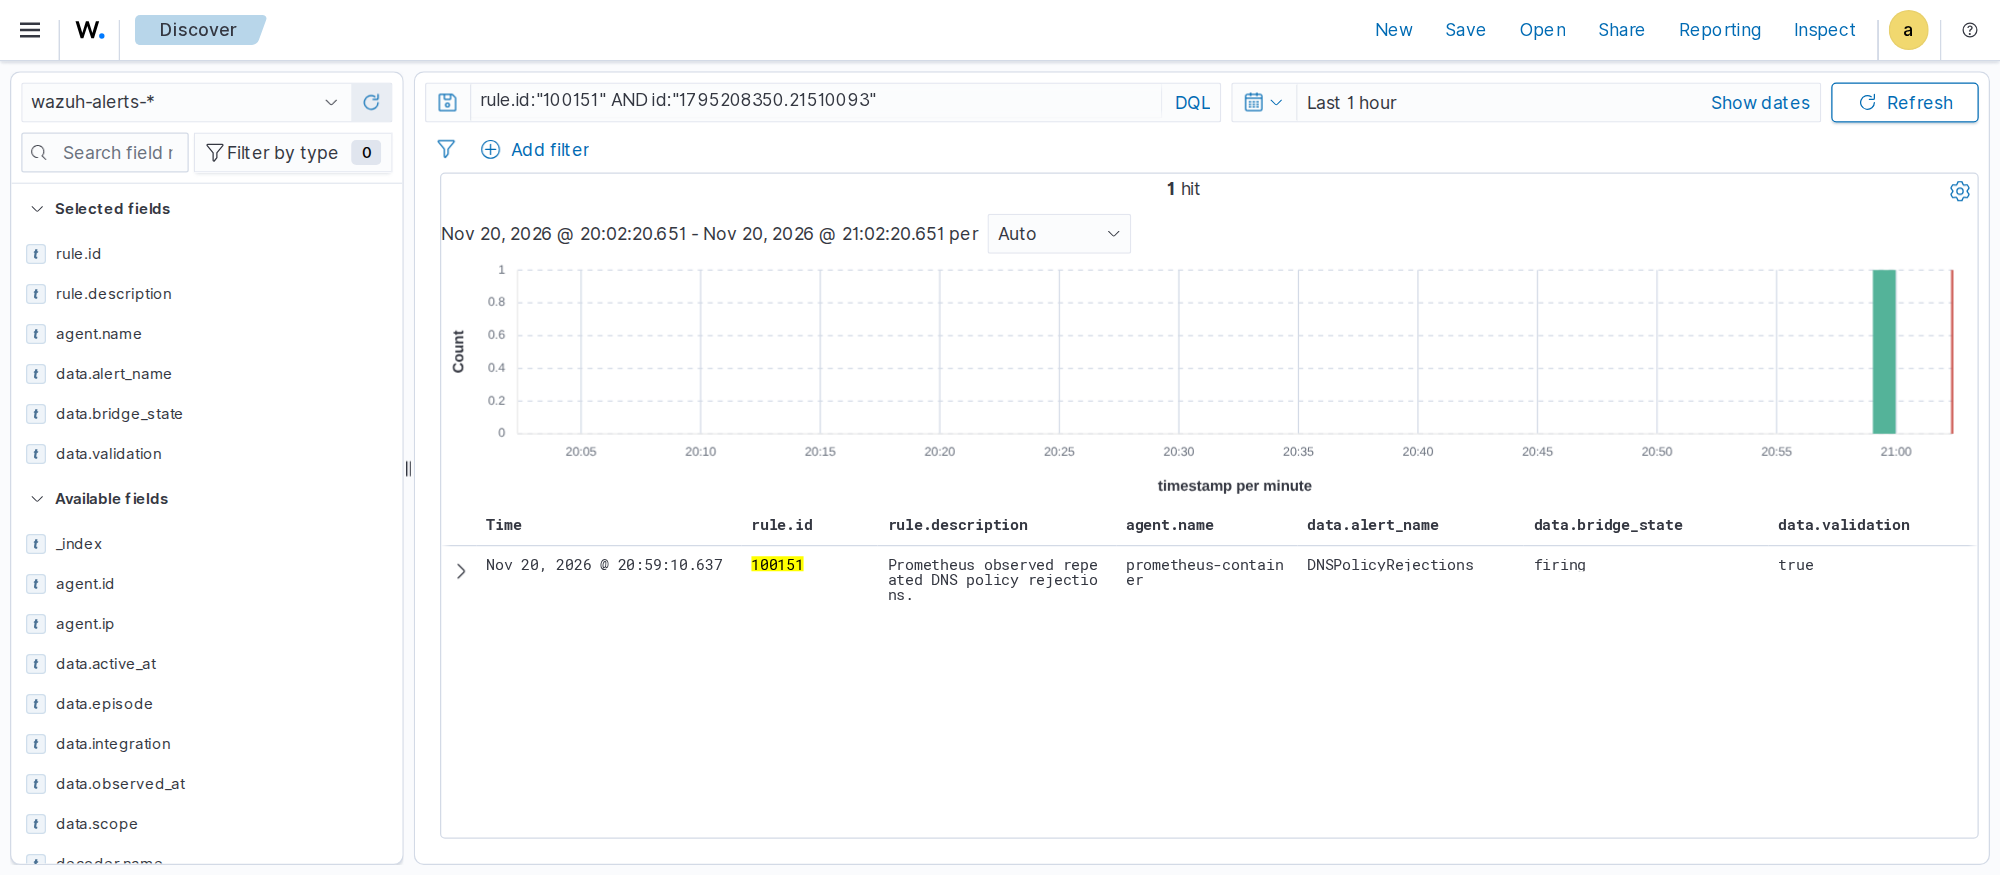 W. Discover New Save Open Share Reporting Inspect a
wazuh-alerts-*
Search field r Filter by type 0
Selected fields
t rule.id
t rule.description
t agent.name
t data.alert_name
t data.bridge_state
t data.validation
Available fields
t _index
t agent.id
t agent.ip
t data.active_at
t data.episode
t data.integration
t data.observed_at
t data.scope
t decoder.name
rule.id:"100151" AND id:"1795208350.21510093" DQL Last 1 hour Show dates Refresh
Add filter
1 hit
Nov 20, 2026 @ 20:02:20.651 - Nov 20, 2026 @ 21:02:20.651 per Auto
Count
1
0.8
0.6
0.4
0.2
0
20:05 20:10 20:15 20:20 20:25 20:30 20:35 20:40 20:45 20:50 20:55 21:00
timestamp per minute
Time rule.id rule.description agent.name data.alert_name data.bridge_state data.validation
Nov 20, 2026 @ 20:59:10.637 100151 Prometheus observed repe prometheus-contain DNSPolicyRejections firing true
ated DNS policy rejectio er
ns.